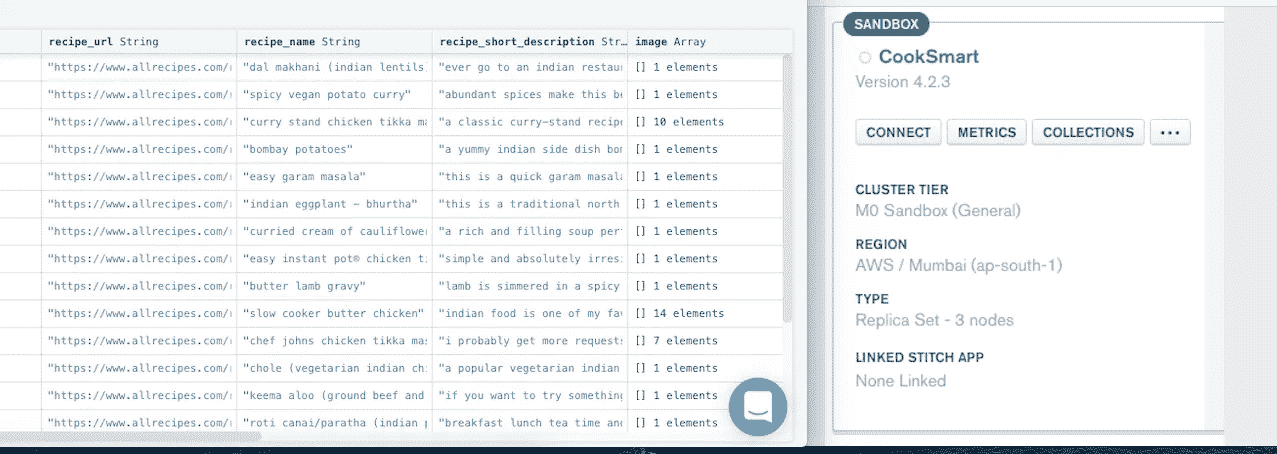 recipe_url String recipe_name String recipe_short_description Str… image Array
"https://www.allrecipes.com/ "dal makhani (indian lentils "ever go to an indian restau [] 1 elements
"https://www.allrecipes.com/ "spicy vegan potato curry" "abundant spices make this be [] 1 elements
"https://www.allrecipes.com/ "curry stand chicken tikka ma "a classic curry-stand recipe [] 10 elements
"https://www.allrecipes.com/ "bombay potatoes" "a yummy indian side dish bor [] 1 elements
"https://www.allrecipes.com/ "easy garam masala" "this is a quick garam masala [] 1 elements
"https://www.allrecipes.com/ "indian eggplant - bhurtha" "this is a traditional north [] 1 elements
"https://www.allrecipes.com/ "curried cream of cauliflower "a rich and filling soup per [] 1 elements
"https://www.allrecipes.com/ "easy instant pot® chicken t "simple and absolutely irres [] 1 elements
"https://www.allrecipes.com/ "butter lamb gravy" "lamb is simmered in a spicy [] 1 elements
"https://www.allrecipes.com/ "slow cooker butter chicken" "indian food is one of my fa [] 14 elements
"https://www.allrecipes.com/ "chef johns chicken tikka mas "i probably get more requests [] 7 elements
"https://www.allrecipes.com/ "chole (vegetarian indian ch "a popular vegetarian indian [] 1 elements
"https://www.allrecipes.com/ "keema aloo (ground beef and "if you want to try something [] 1 elements
"https://www.allrecipes.com/ "roti canai/paratha (indian "breakfast lunch tea time and [] 1 elements
SANDBOX
CookSmart
Version 4.2.3
CONNECT METRICS COLLECTIONS •••
CLUSTER TIER
M0 Sandbox (General)
REGION
AWS / Mumbai (ap-south-1)
TYPE
Replica Set - 3 nodes
LINKED STITCH APP
None Linked